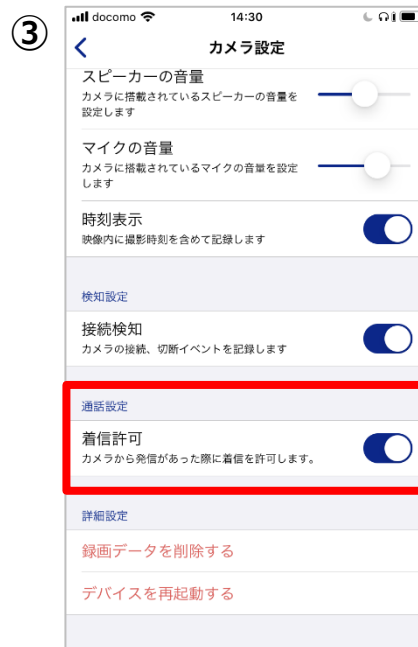 ③
docomo 14:30
カメラ設定
スピーカーの音量
カメラに搭載されているスピーカーの音量を
設定します
マイクの音量
カメラに搭載されているマイクの音量を設定
します
時刻表示
映像内に撮影時刻を含めて記録します
検知設定
接続検知
カメラの接続、切断イベントを記録します
通話設定
着信許可
カメラから発信があった際に着信を許可します。
詳細設定
録画データを削除する
デバイスを再起動する